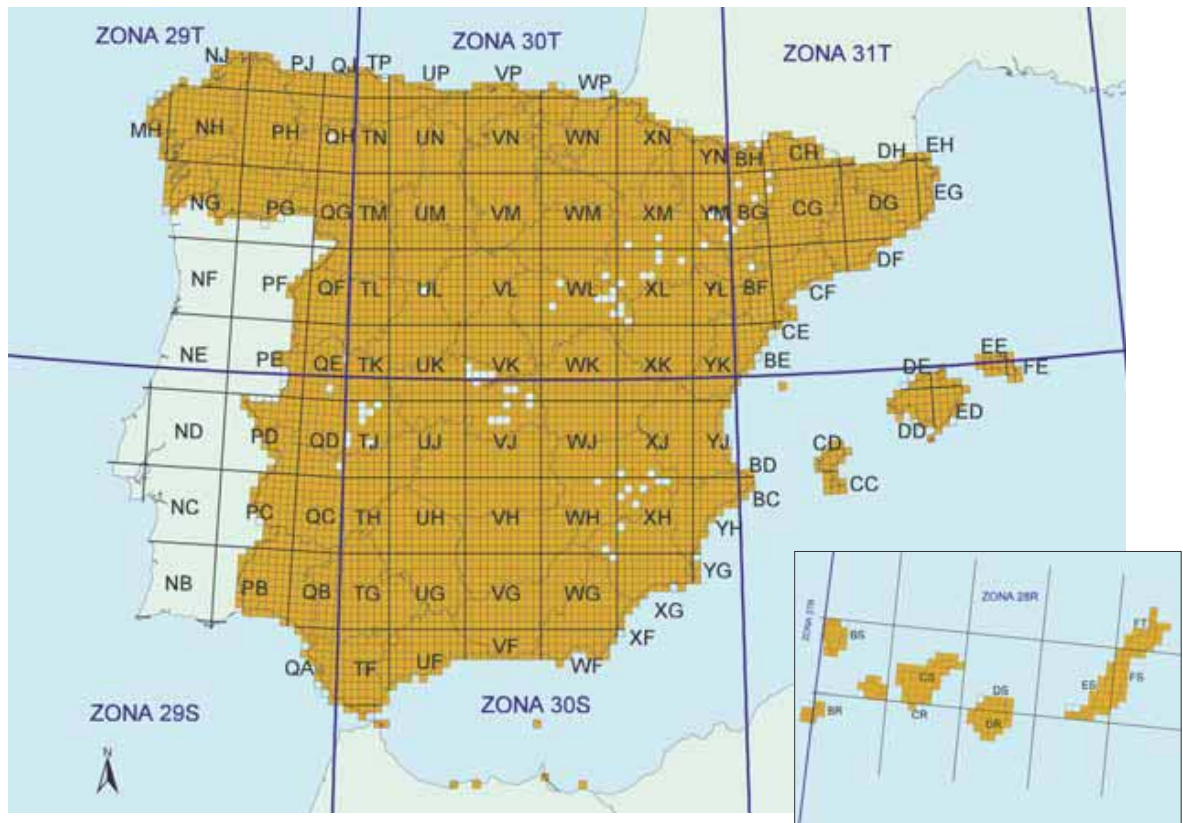 ZONA 29T
ZONA 30T
ZONA 31T
NJ PJ QJ TP UP VP WP
MH NH PH QH TN UN VN WN XN YN BH CH DH EH
NG PG QG TM UM VM WM XM YM BG CG DG EG
NF PF QF TL UL VL WL XL YL BF CF DF
NE PE QE TK UK VK WK XK YK BE CE DE EE FE
ND PD QD TJ UJ VJ WJ XJ YJ BD CD DD ED
NC PC QC TH UH VH WH XH YH BC CC
NB PB QB TG UG VG WG XG YG
QA TF UF VF WF XF
ZONA 29S
ZONA 30S
N
ZONA 28R
BS CS DS ES FS FT
BR CR DR